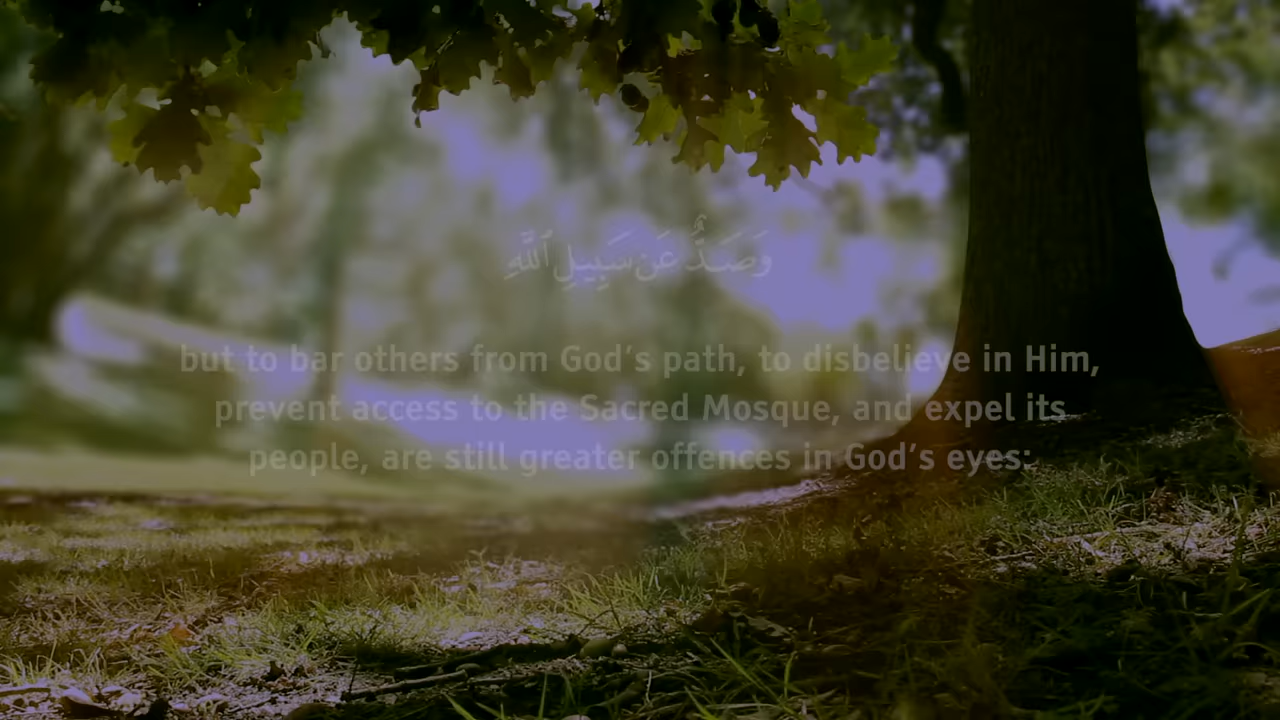 وَصَدٌّ عَن سَبِيلِ ٱللَّهِ
but to bar others from God’s path, to disbelieve in Him,
prevent access to the Sacred Mosque, and expel its
people, are still greater offences in God’s eyes: